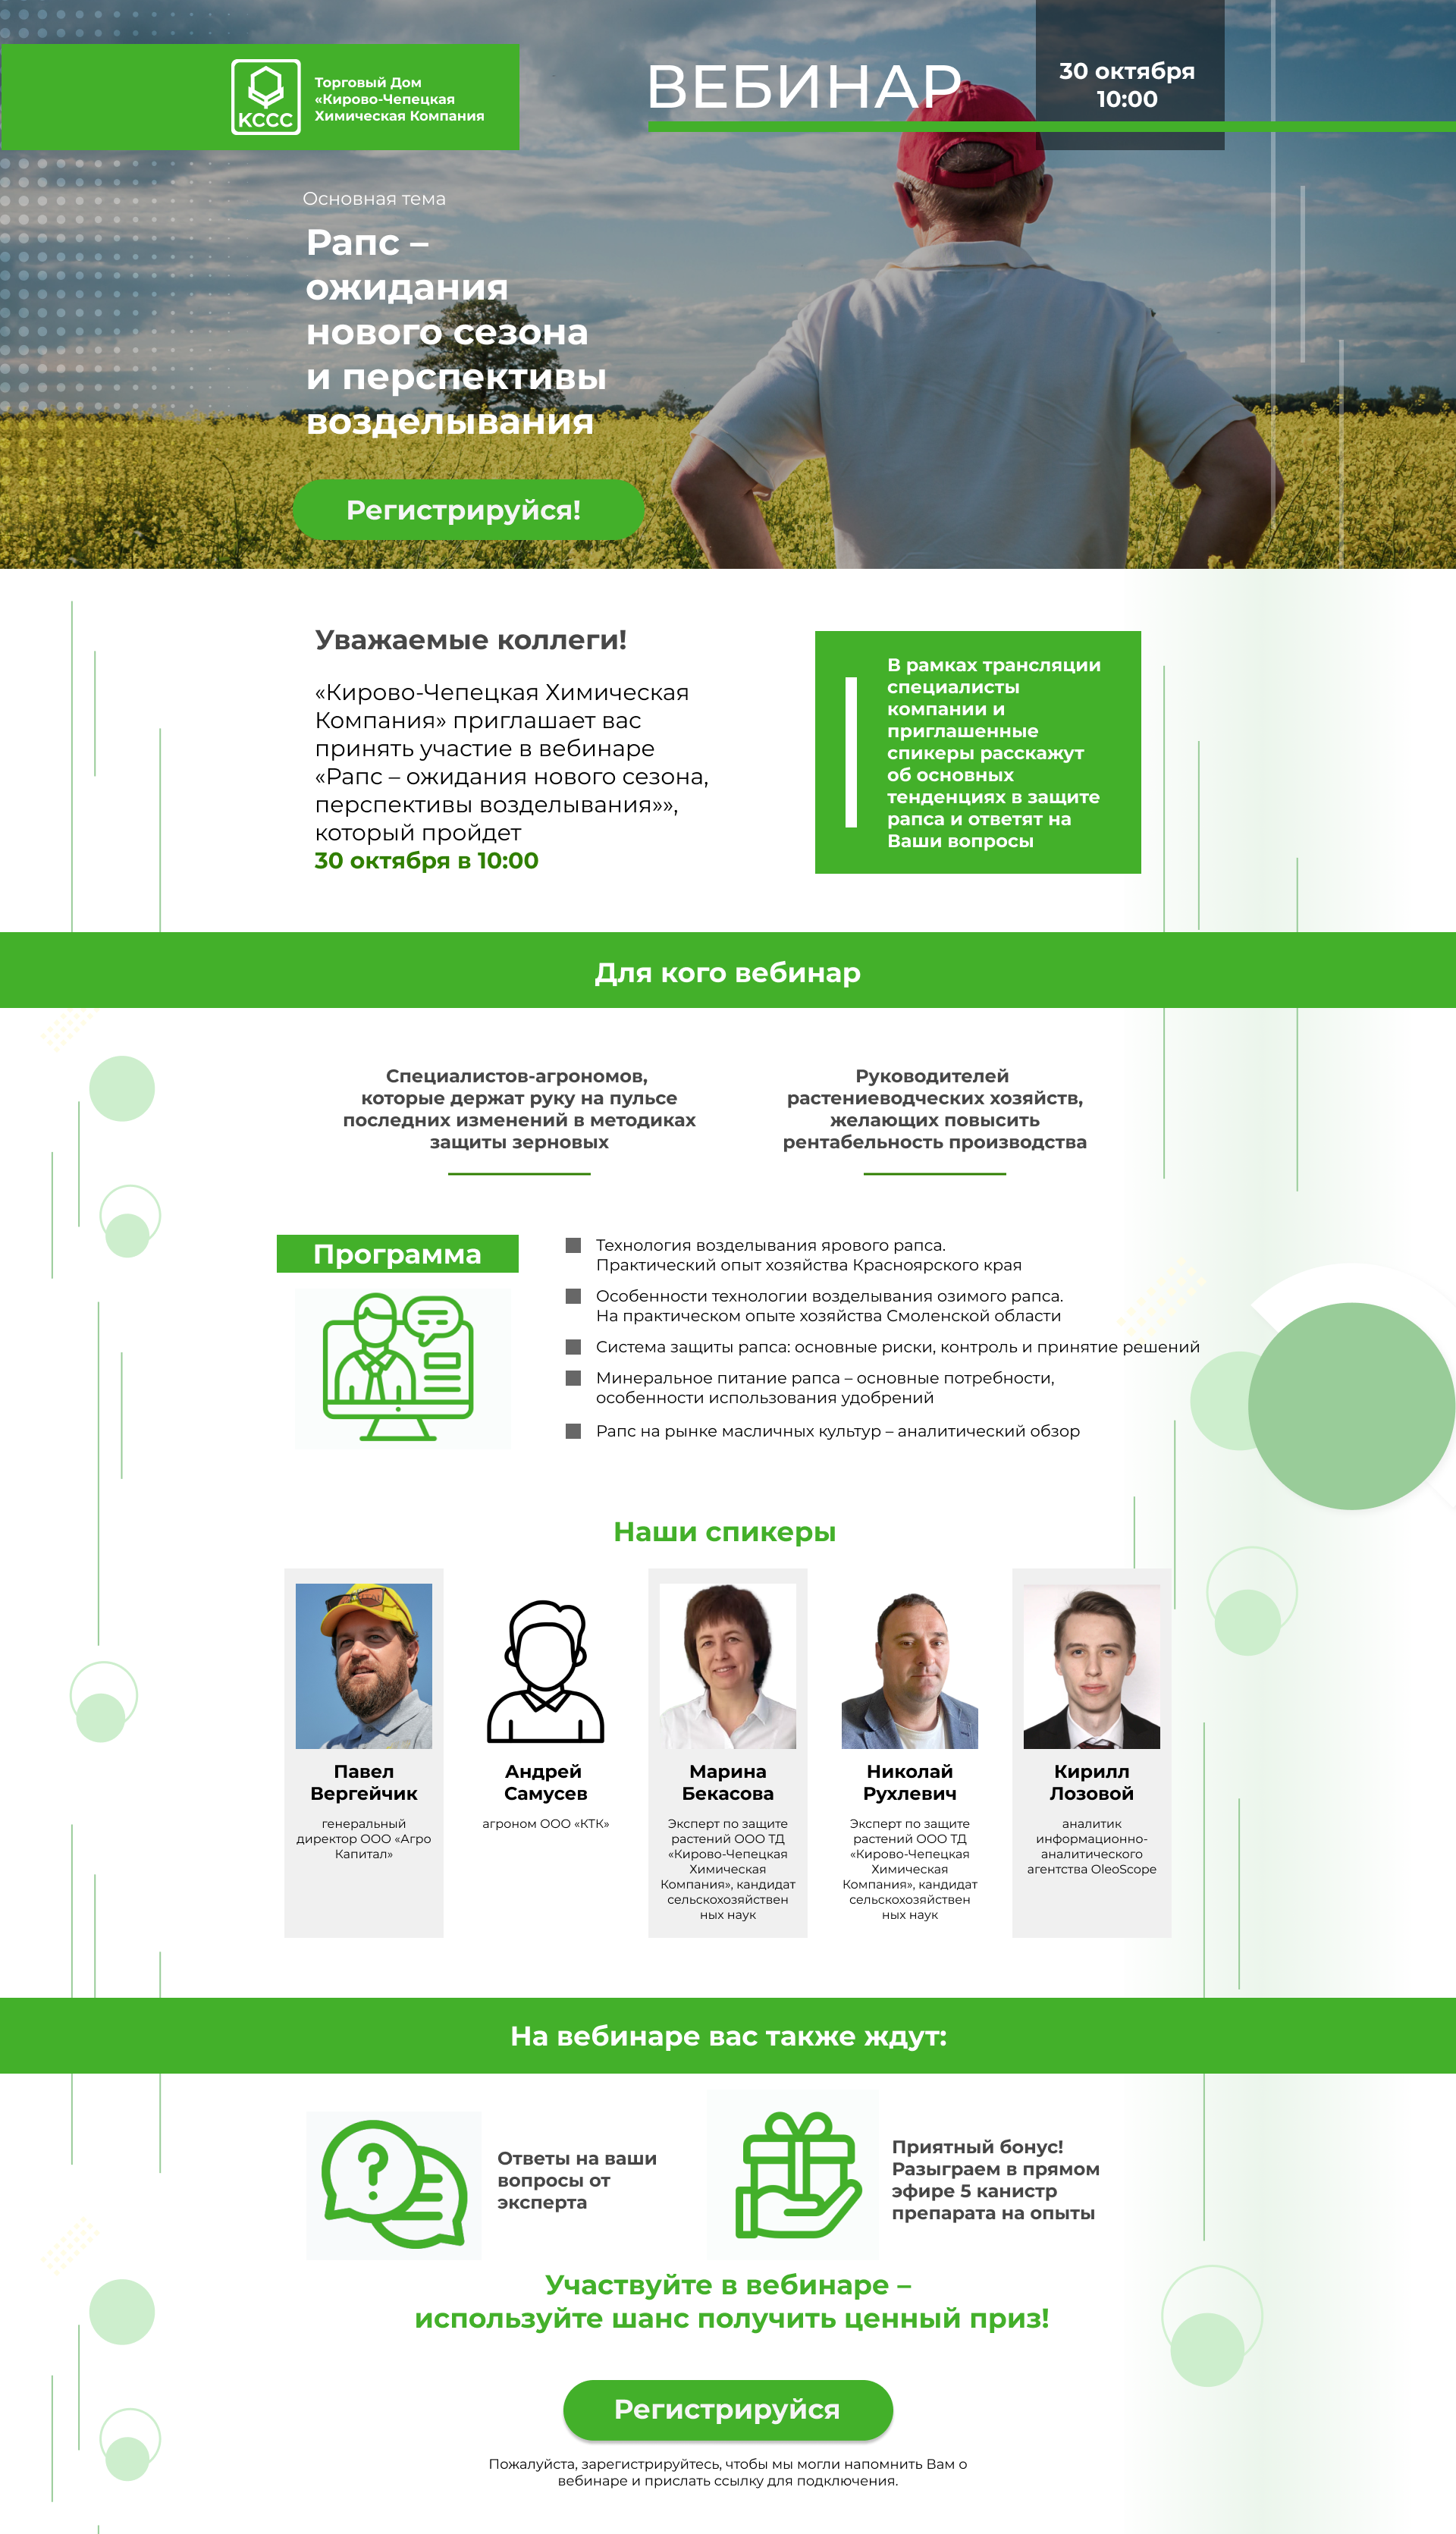 KCCC
Торговый Дом
«Кирово-Чепецкая
Химическая Компания
ВЕБИНАР
30 октября
10:00
Основная тема
Рапс –
ожидания
нового сезона
и перспективы
возделывания
Регистрируйся!
Уважаемые коллеги!
«Кирово-Чепецкая Химическая
Компания» приглашает вас
принять участие в вебинаре
«Рапс – ожидания нового сезона,
перспективы возделывания»»,
который пройдет
30 октября в 10:00
В рамках трансляции
специалисты
компании и
приглашенные
спикеры расскажут
об основных
тенденциях в защите
рапса и ответят на
Ваши вопросы
Для кого вебинар
Специалистов-агрономов,
которые держат руку на пульсе
последних изменений в методиках
защиты зерновых
Руководителей
растениеводческих хозяйств,
желающих повысить
рентабельность производства
Программа
Технология возделывания ярового рапса.
Практический опыт хозяйства Красноярского края
Особенности технологии возделывания озимого рапса.
На практическом опыте хозяйства Смоленской области
Система защиты рапса: основные риски, контроль и принятие решений
Минеральное питание рапса – основные потребности,
особенности использования удобрений
Рапс на рынке масличных культур – аналитический обзор
Наши спикеры
Павел
Вергейчик
генеральный
директор ООО «Агро
Капитал»
Андрей
Самусев
агроном ООО «КТК»
Марина
Бекасова
Эксперт по защите
растений ООО ТД
«Кирово-Чепецкая
Химическая
Компания», кандидат
сельскохозяйствен
ных наук
Николай
Рухлевич
Эксперт по защите
растений ООО ТД
«Кирово-Чепецкая
Химическая
Компания», кандидат
сельскохозяйствен
ных наук
Кирилл
Лозовой
аналитик
информационно-
аналитического
агентства OleoScope
На вебинаре вас также ждут:
?
Ответы на ваши
вопросы от
эксперта
Приятный бонус!
Разыграем в прямом
эфире 5 канистр
препарата на опыты
Участвуйте в вебинаре –
используйте шанс получить ценный приз!
Регистрируйся
Пожалуйста, зарегистрируйтесь, чтобы мы могли напомнить Вам о
вебинаре и прислать ссылку для подключения.